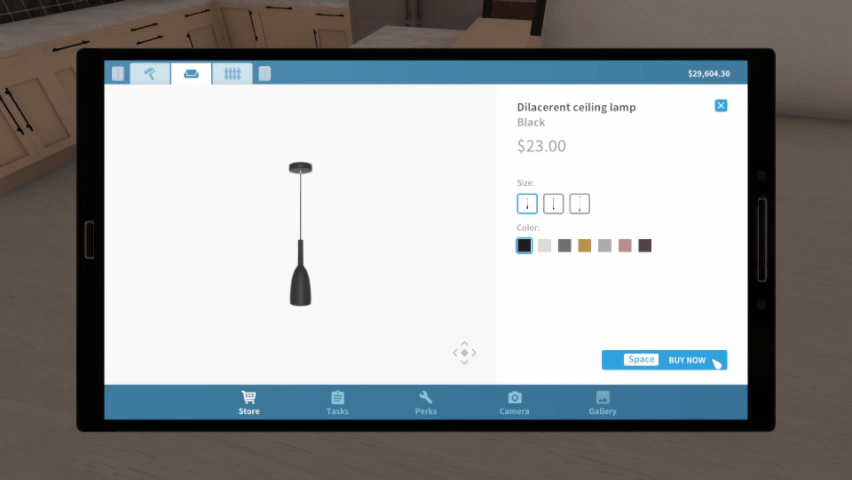 $29,604.30
Dilacerent ceiling lamp
Black
$23.00
Size:
Color:
Space BUY NOW
Store Tasks Perks Camera Gallery